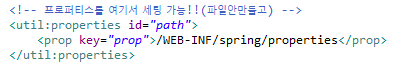 <!-- 프로퍼티스를 여기서 세팅 가능!!(파일안만들고) -->
<util:properties id="path">
<prop key="prop">/WEB-INF/spring/properties</prop>
</util:properties>